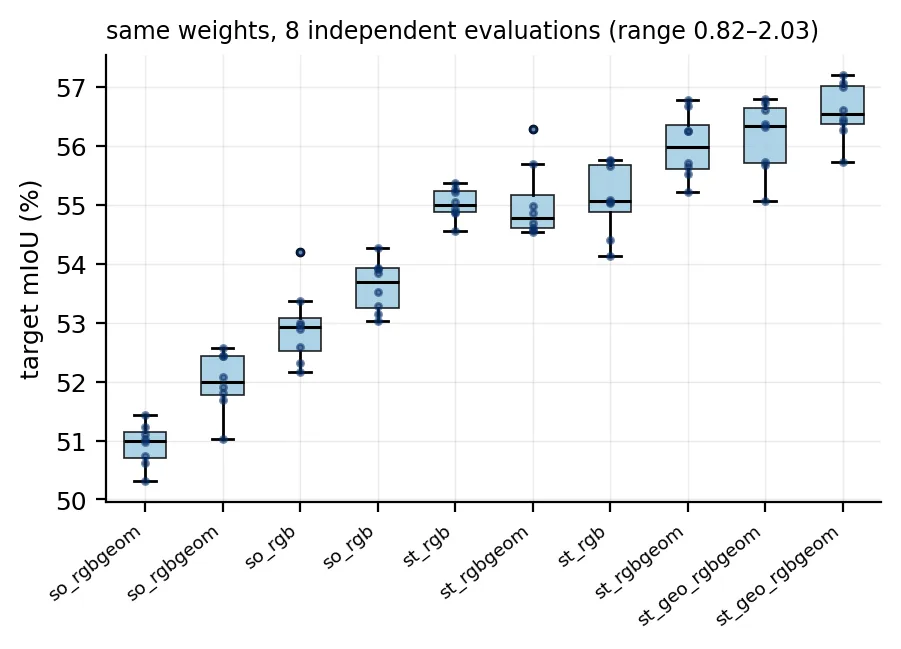 same weights, 8 independent evaluations (range 0.82–2.03)
target mIoU (%)
57
56
55
54
53
52
51
50
so_rgbgeom
so_rgbgeom
so_rgb
so_rgb
st_rgb
st_rgbgeom
st_rgb
st_rgbgeom
st_geo_rgbgeom
st_geo_rgbgeom